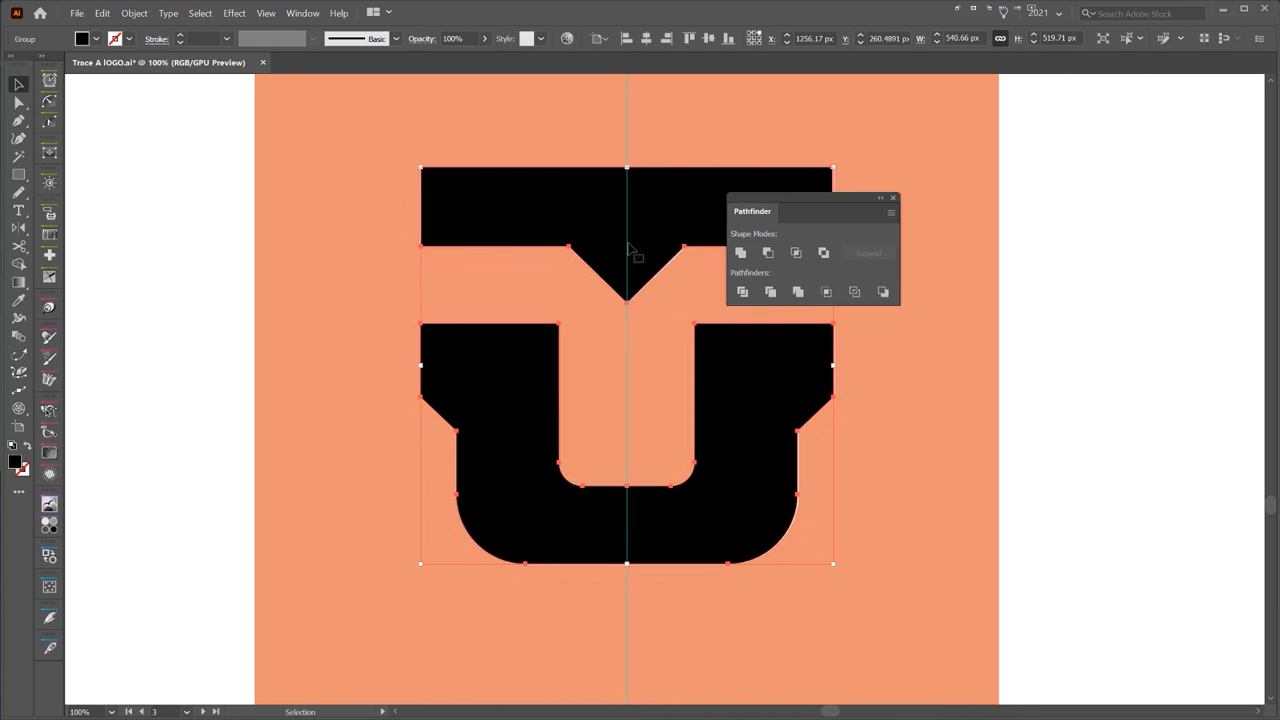 Ai File Edit Object Type Select Effect View Window Help 2021 Search Adobe Stock
Group Stroke: Basic Opacity: 100% Style: X: 1256.17 px Y: 260.4891 px W: 540.66 px H: 519.71 px
Trace A lOGO.ai* @ 100% (RGB/GPU Preview)
Pathfinder
Shape Modes:
Expand
Pathfinders:
100% 3 Selection